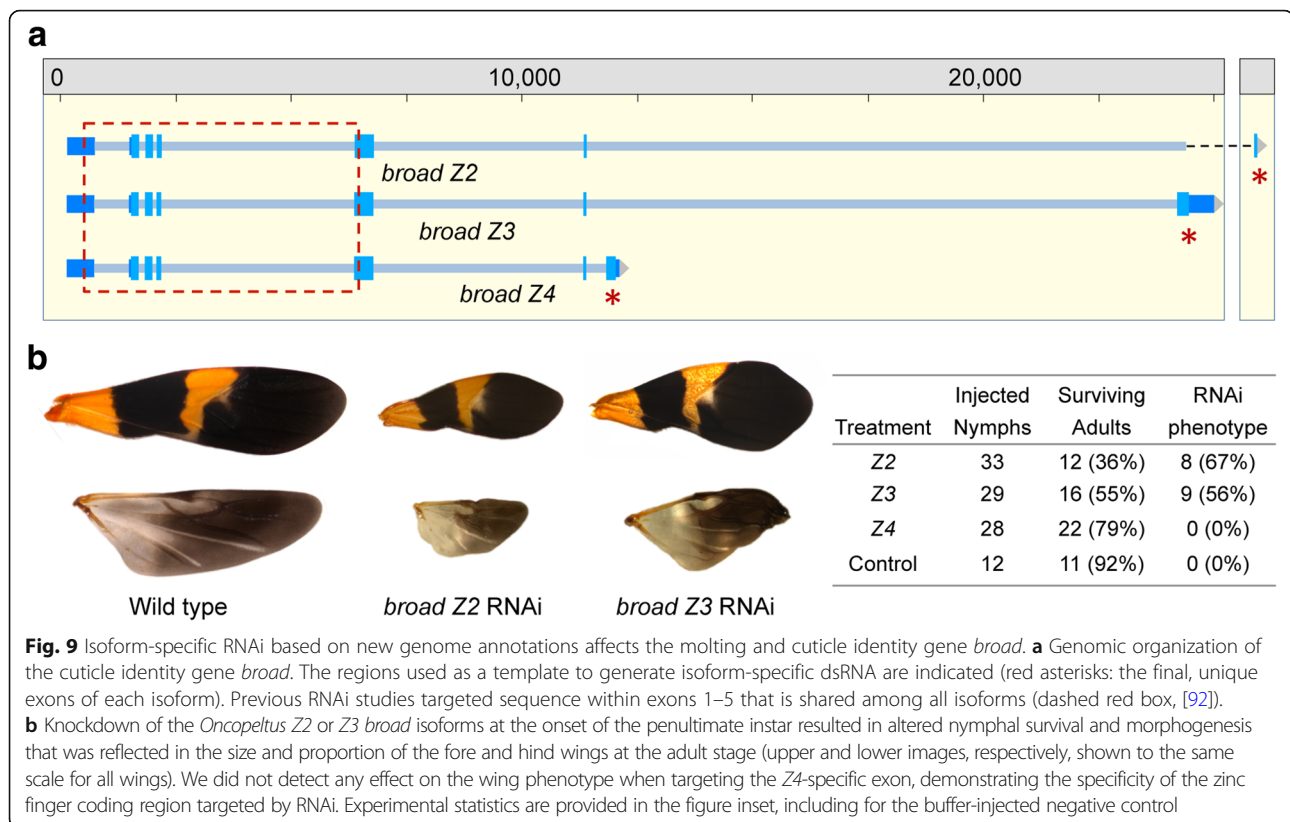 a
0 10,000 20,000
broad Z2
*
broad Z3
*
broad Z4
*
b
Wild type broad Z2 RNAi broad Z3 RNAi
Injected Surviving RNAi
Treatment Nymphs Adults phenotype
Z2 33 12 (36%) 8 (67%)
Z3 29 16 (55%) 9 (56%)
Z4 28 22 (79%) 0 (0%)
Control 12 11 (92%) 0 (0%)
Fig. 9 Isoform-specific RNAi based on new genome annotations affects the molting and cuticle identity gene broad. a Genomic organization of
the cuticle identity gene broad. The regions used as a template to generate isoform-specific dsRNA are indicated (red asterisks: the final, unique
exons of each isoform). Previous RNAi studies targeted sequence within exons 1–5 that is shared among all isoforms (dashed red box, [92]).
b Knockdown of the Oncopeltus Z2 or Z3 broad isoforms at the onset of the penultimate instar resulted in altered nymphal survival and morphogenesis
that was reflected in the size and proportion of the fore and hind wings at the adult stage (upper and lower images, respectively, shown to the same
scale for all wings). We did not detect any effect on the wing phenotype when targeting the Z4-specific exon, demonstrating the specificity of the zinc
finger coding region targeted by RNAi. Experimental statistics are provided in the figure inset, including for the buffer-injected negative control